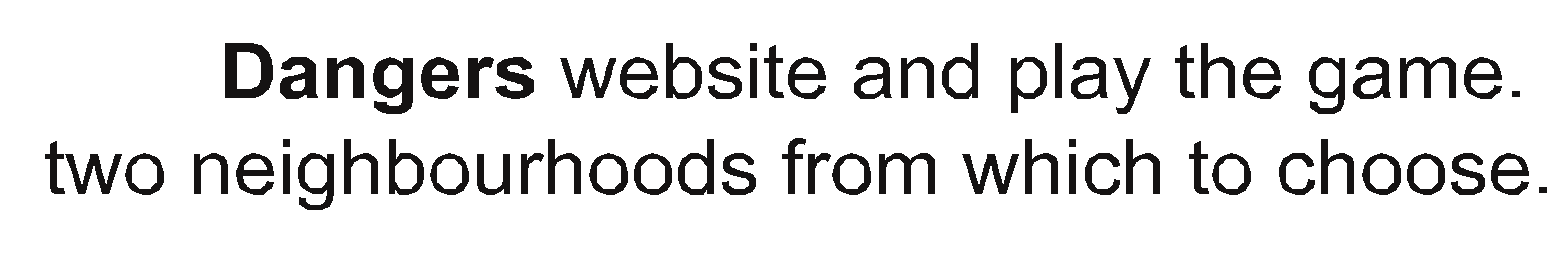 Dangers website and play the game.
two neighbourhoods from which to choose.